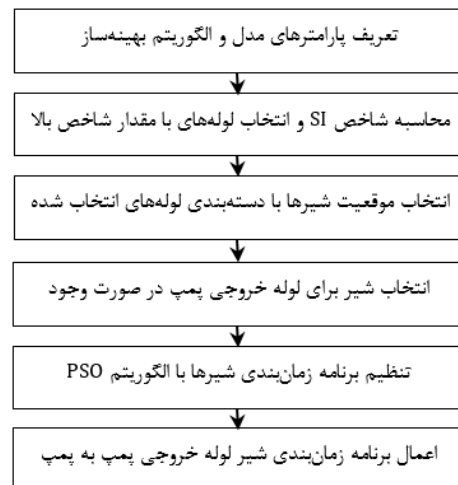 تعریف پارامترهای مدل و الگوریتم بهینه‌ساز
محاسبه شاخص SI و انتخاب لوله‌های با مقدار شاخص بالا
انتخاب موقعیت شیرها با دسته‌بندی لوله‌های انتخاب شده
انتخاب شیر برای لوله خروجی پمپ در صورت وجود
تنظیم برنامه زمان‌بندی شیرها با الگوریتم PSO
اعمال برنامه زمان‌بندی شیر لوله خروجی پمپ به پمپ